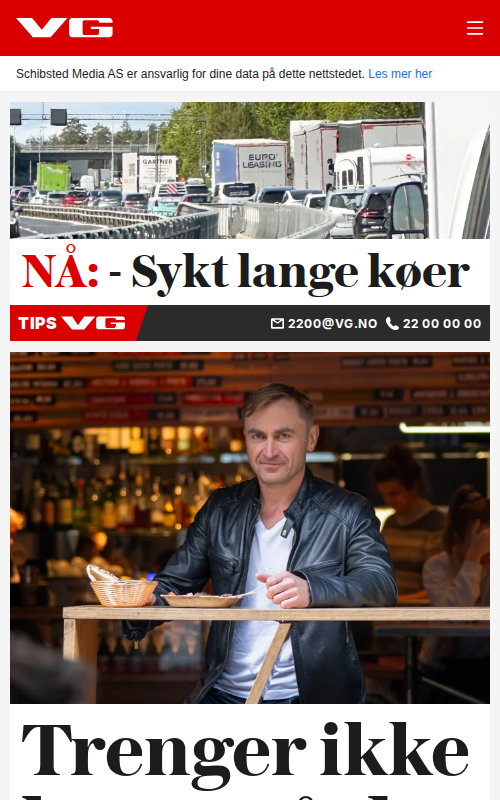 VG
Schibsted Media AS er ansvarlig for dine data på dette nettstedet. Les mer her
GARTNER
EURO
LEASING
NÅ: - Sykt lange køer
TIPS VG 2200@VG.NO 22 00 00 00
Trenger ikke